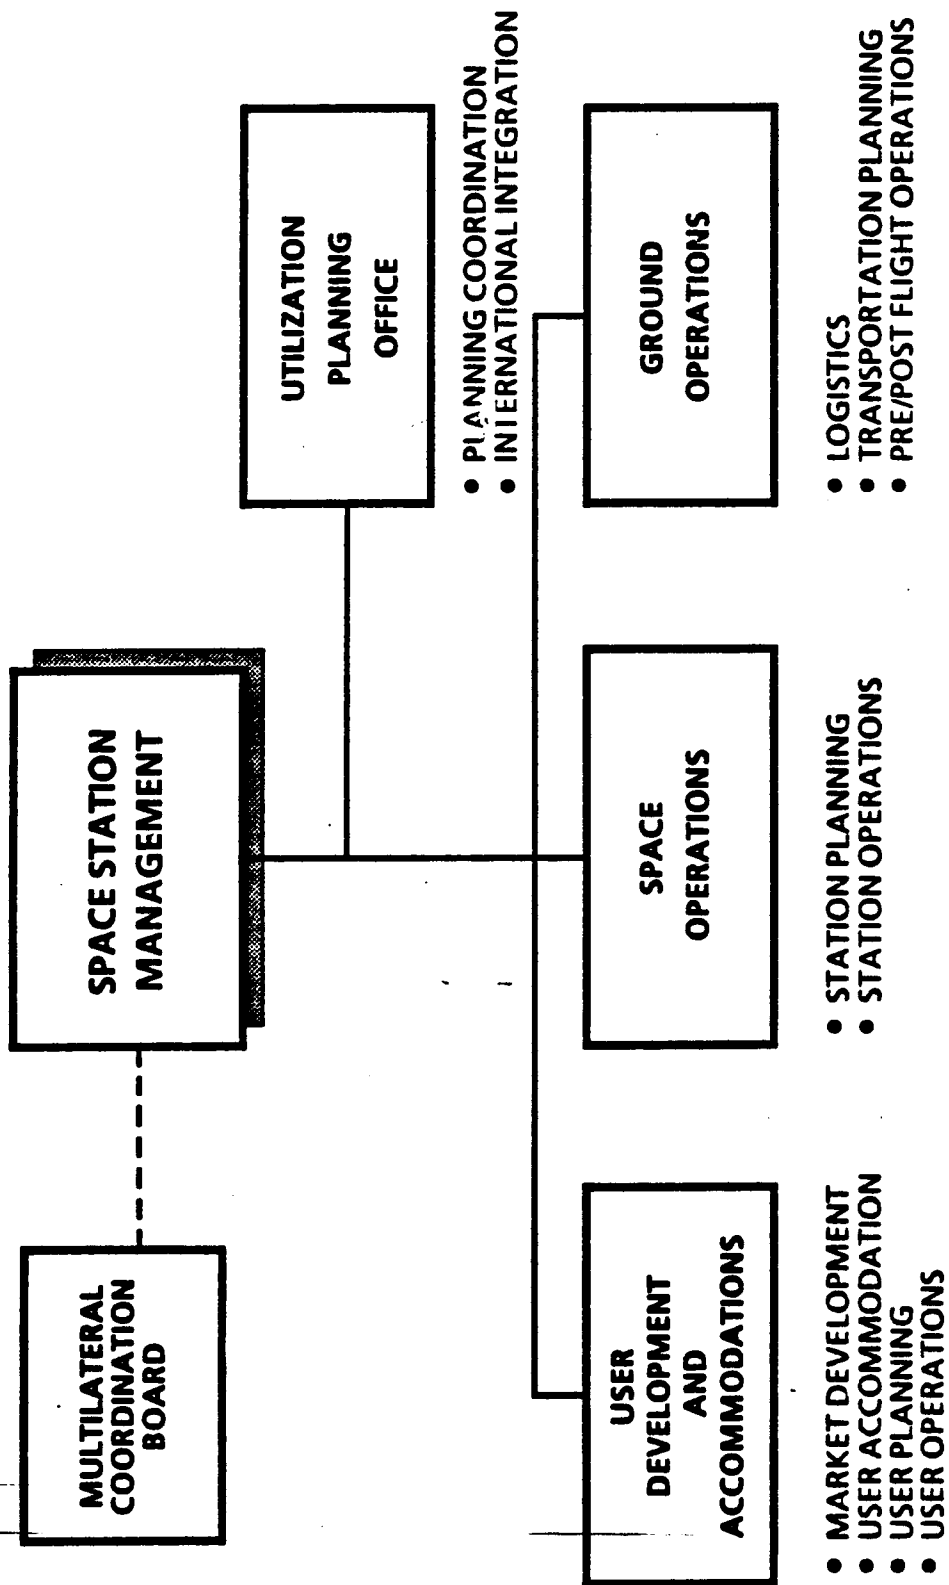 MULTILATERAL
COORDINATION
BOARD
SPACE STATION
MANAGEMENT
UTILIZATION
PLANNING
OFFICE
• PLANNING COORDINATION
• INTERNATIONAL INTEGRATION
USER
DEVELOPMENT
AND
ACCOMMODATIONS
• MARKET DEVELOPMENT
• USER ACCOMMODATION
• USER PLANNING
• USER OPERATIONS
SPACE
OPERATIONS
• STATION PLANNING
• STATION OPERATIONS
GROUND
OPERATIONS
• LOGISTICS
• TRANSPORTATION PLANNING
• PRE/POST FLIGHT OPERATIONS